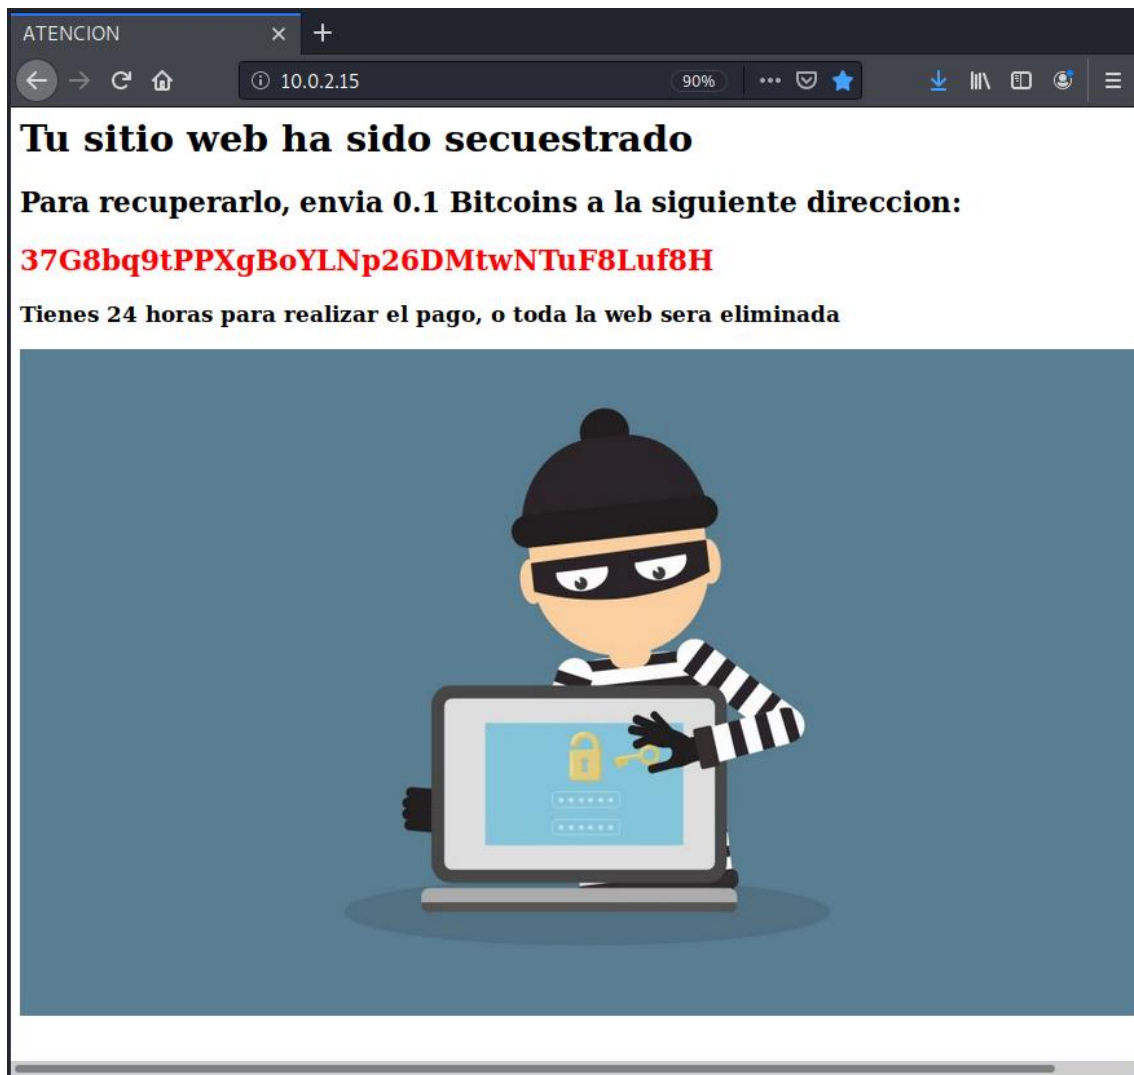 ATENCION
10.0.2.15
90%
Tu sitio web ha sido secuestrado
Para recuperarlo, envia 0.1 Bitcoins a la siguiente direccion:
37G8bq9tPPXgBoYLNp26DMtwNTuF8Luf8H
Tienes 24 horas para realizar el pago, o toda la web sera eliminada